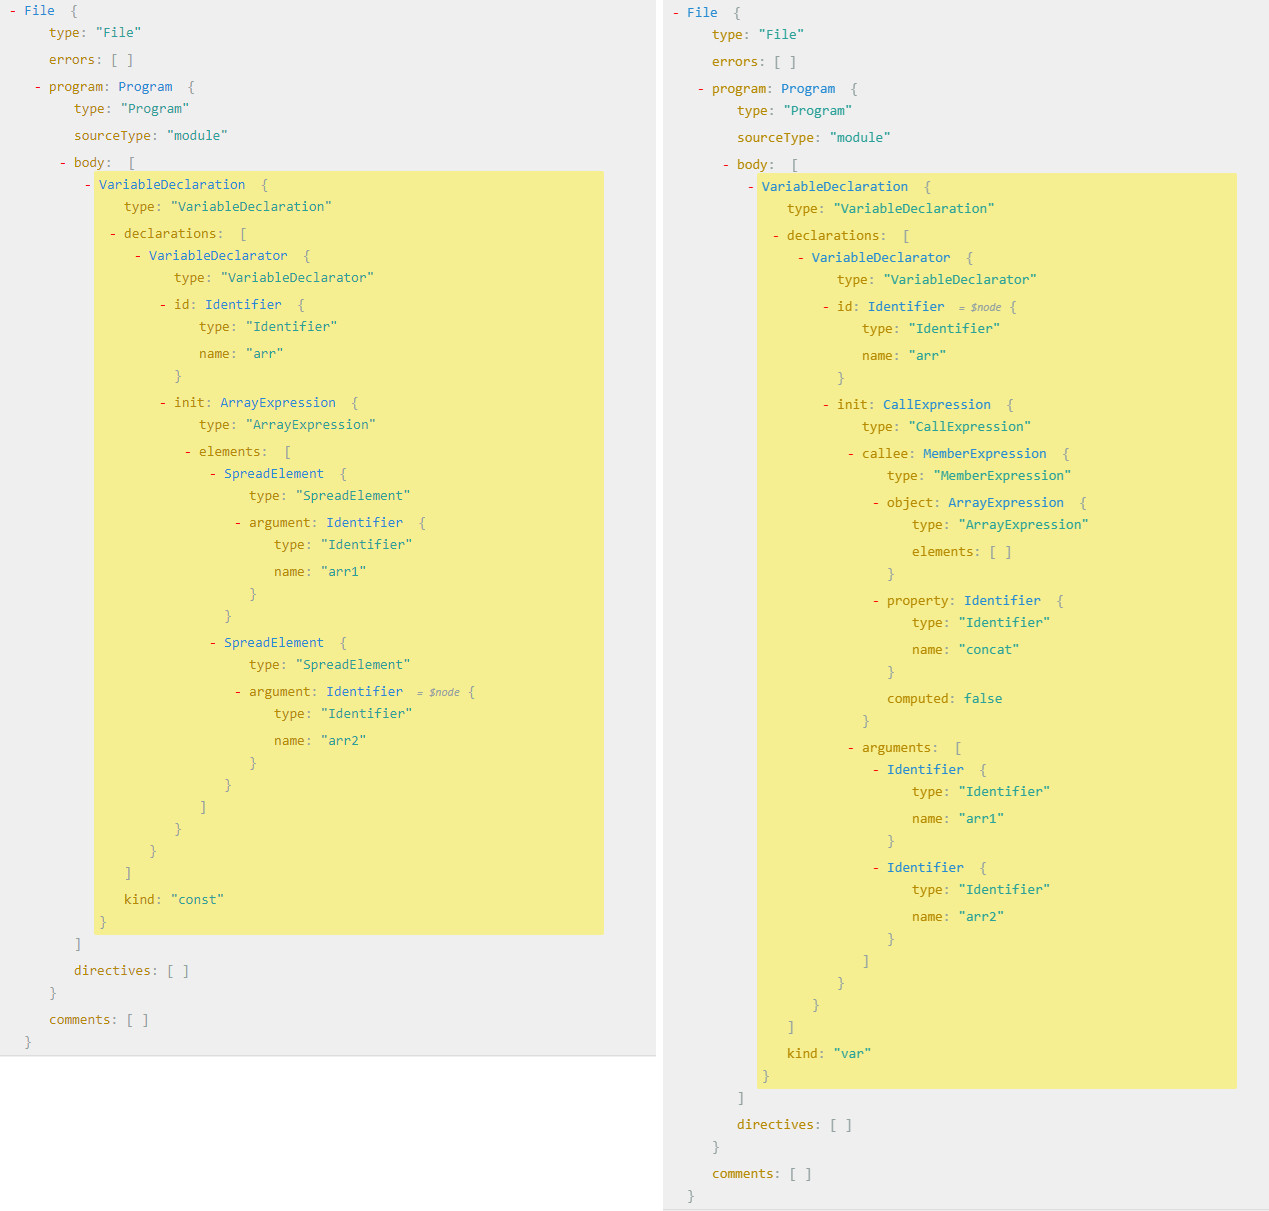 - File {
type: "File"
errors: [ ]
- program: Program {
type: "Program"
sourceType: "module"
- body: [
- VariableDeclaration {
type: "VariableDeclaration"
- declarations: [
- VariableDeclarator {
type: "VariableDeclarator"
- id: Identifier {
type: "Identifier"
name: "arr"
}
- init: ArrayExpression {
type: "ArrayExpression"
- elements: [
- SpreadElement {
type: "SpreadElement"
- argument: Identifier {
type: "Identifier"
name: "arr1"
}
}
- SpreadElement {
type: "SpreadElement"
- argument: Identifier = $node {
type: "Identifier"
name: "arr2"
}
}
]
}
}
]
kind: "const"
}
]
directives: [ ]
}
comments: [ ]
}
- File {
type: "File"
errors: [ ]
- program: Program {
type: "Program"
sourceType: "module"
- body: [
- VariableDeclaration {
type: "VariableDeclaration"
- declarations: [
- VariableDeclarator {
type: "VariableDeclarator"
- id: Identifier = $node {
type: "Identifier"
name: "arr"
}
- init: CallExpression {
type: "CallExpression"
- callee: MemberExpression {
type: "MemberExpression"
- object: ArrayExpression {
type: "ArrayExpression"
elements: [ ]
}
- property: Identifier {
type: "Identifier"
name: "concat"
}
computed: false
}
- arguments: [
- Identifier {
type: "Identifier"
name: "arr1"
}
- Identifier {
type: "Identifier"
name: "arr2"
}
]
}
}
]
kind: "var"
}
]
directives: [ ]
}
comments: [ ]
}